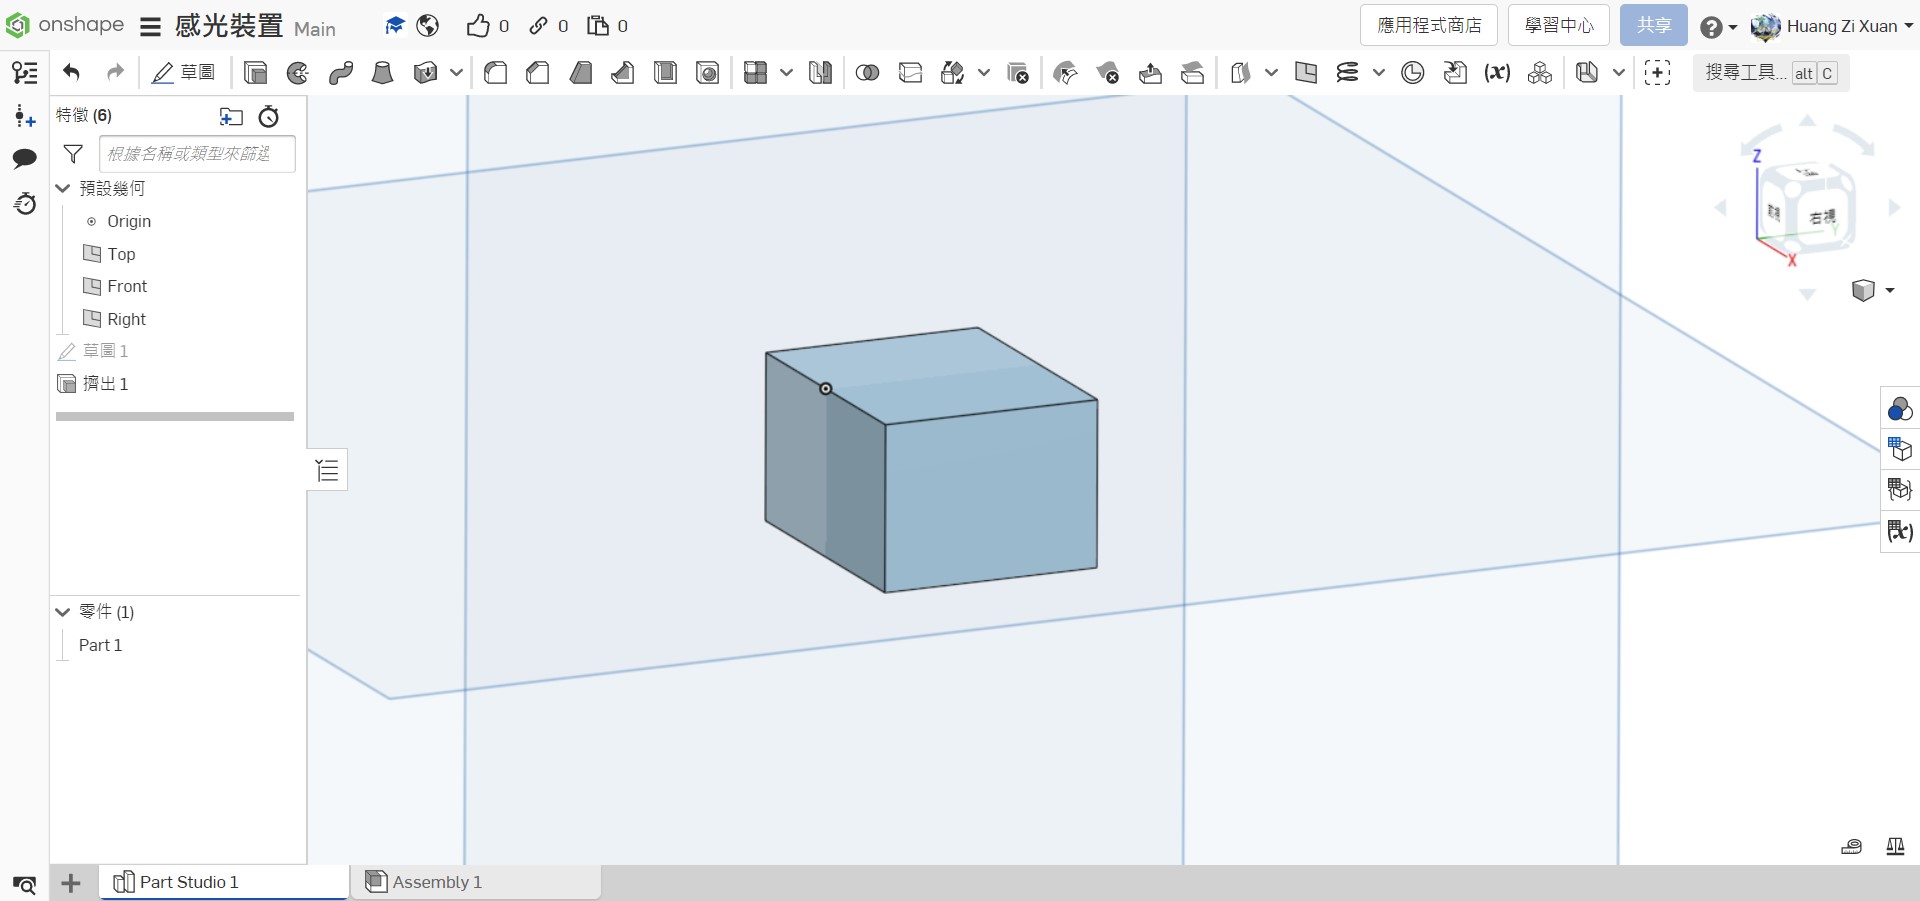 onshape 感光裝置 Main 0 0 0 應用程式商店 學習中心 共享 Huang Zi Xuan
草圖 (x) 搜尋工具... alt C
特徵 (6)
根據名稱或類型來篩選
預設幾何
Origin
Top
Front
Right
草圖 1
擠出 1
零件 (1)
Part 1
Z
右視
Y
X
(x)
Part Studio 1 Assembly 1